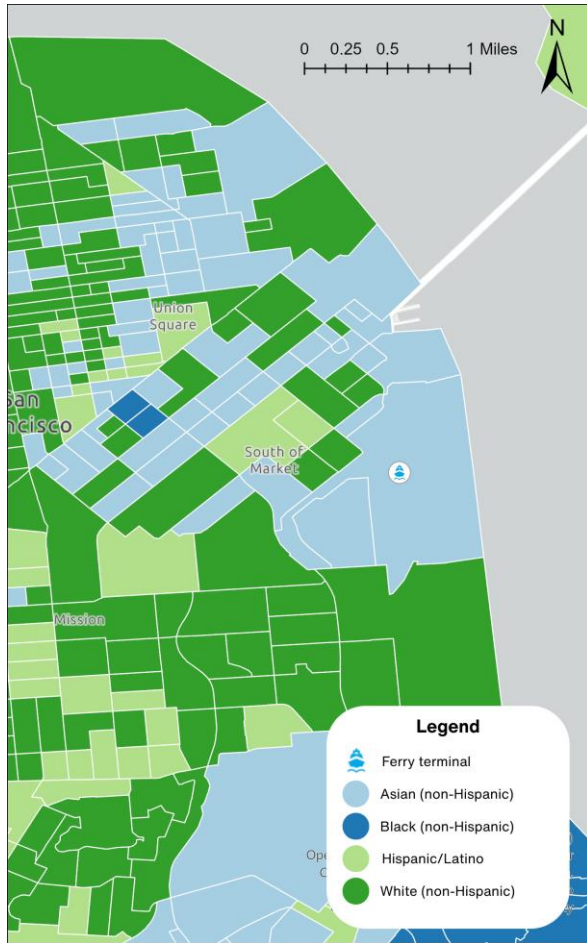 N
0 0.25 0.5 1 Miles
Union
Square
San
ncisco
South of
Market
Mission
Legend
Ferry terminal
Asian (non-Hispanic)
Black (non-Hispanic)
Hispanic/Latino
White (non-Hispanic)